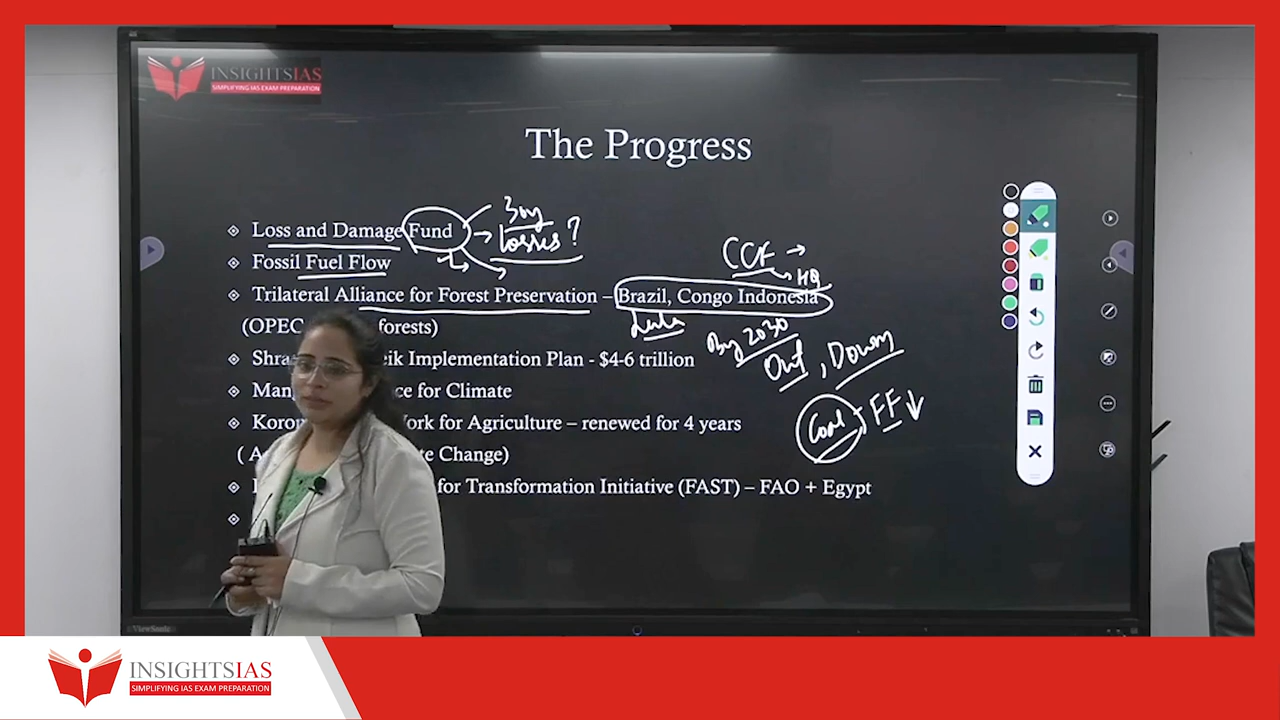 INSIGHTSIAS
SIMPLIFYING IAS EXAM PREPARATION
The Progress
Loss and Damage Fund
losses?
Fossil Fuel Flow
CCF →
HQ
Trilateral Alliance for Forest Preservation – Brazil, Congo Indonesia
(OPEC forests)
Lula
By 2030
Out, Down
Shra eik Implementation Plan - $4-6 trillion
Man ce for Climate
Coal, FF ↓
Koron Work for Agriculture – renewed for 4 years
( A te Change)
for Transformation Initiative (FAST) – FAO + Egypt
ViewSonic
INSIGHTSIAS
SIMPLIFYING IAS EXAM PREPARATION